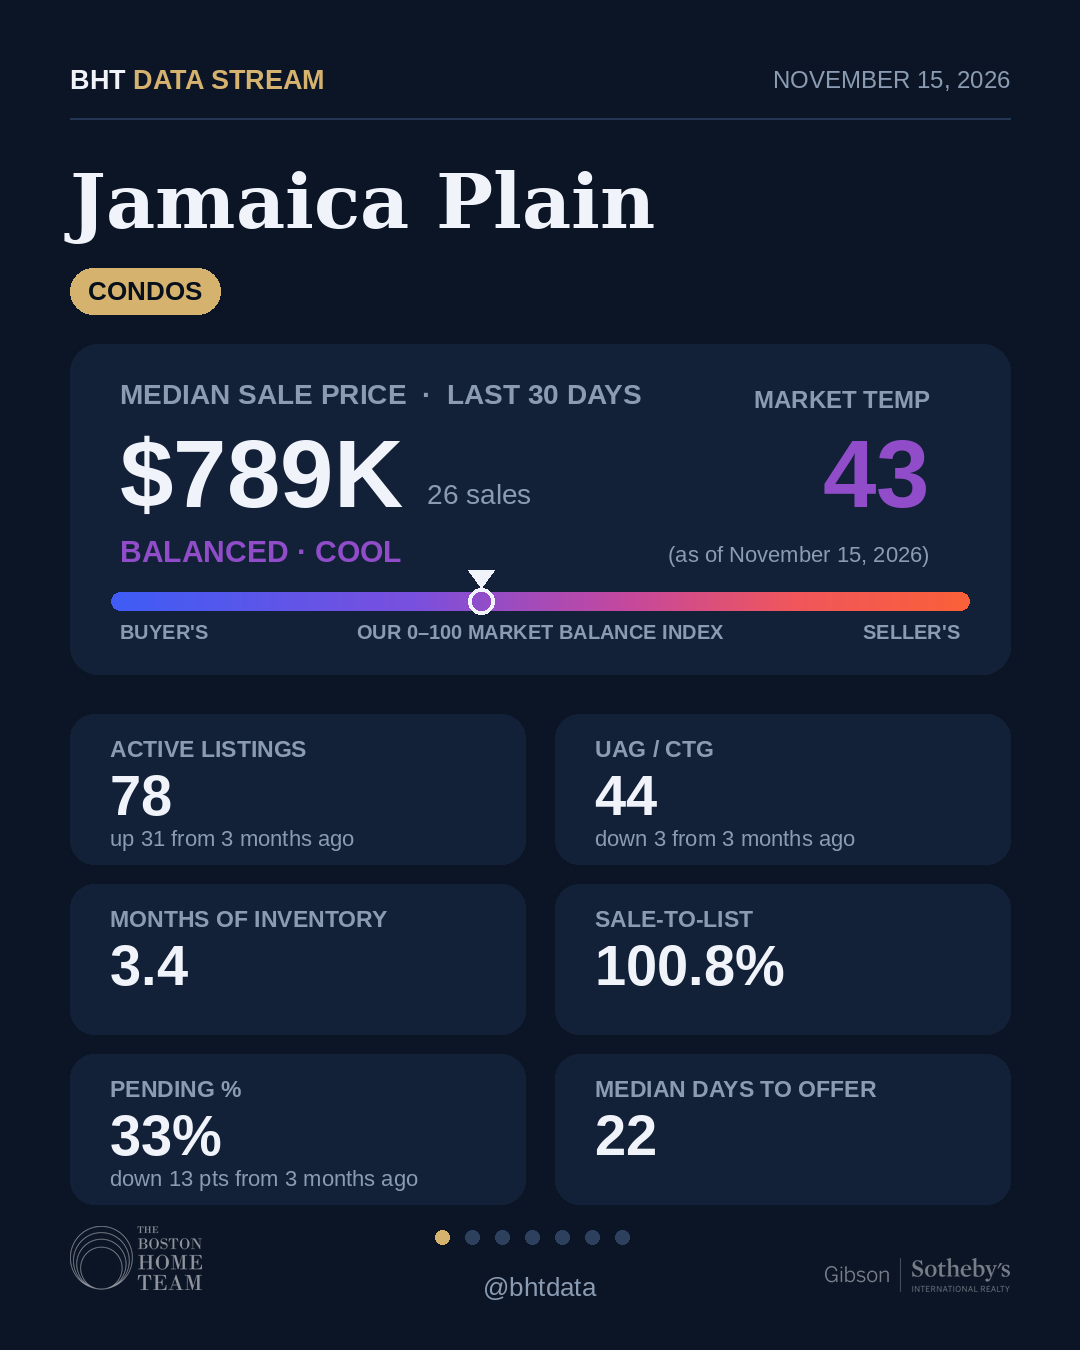 BHT DATA STREAM
NOVEMBER 15, 2026
Jamaica Plain
CONDOS
MEDIAN SALE PRICE · LAST 30 DAYS
MARKET TEMP
$789K 26 sales
43
BALANCED · COOL
(as of November 15, 2026)
BUYER'S
OUR 0–100 MARKET BALANCE INDEX
SELLER'S
ACTIVE LISTINGS
78
up 31 from 3 months ago
UAG / CTG
44
down 3 from 3 months ago
MONTHS OF INVENTORY
3.4
SALE-TO-LIST
100.8%
PENDING %
33%
down 13 pts from 3 months ago
MEDIAN DAYS TO OFFER
22
THE
BOSTON
HOME
TEAM
@bhtdata
Gibson
Sotheby's
INTERNATIONAL REALTY